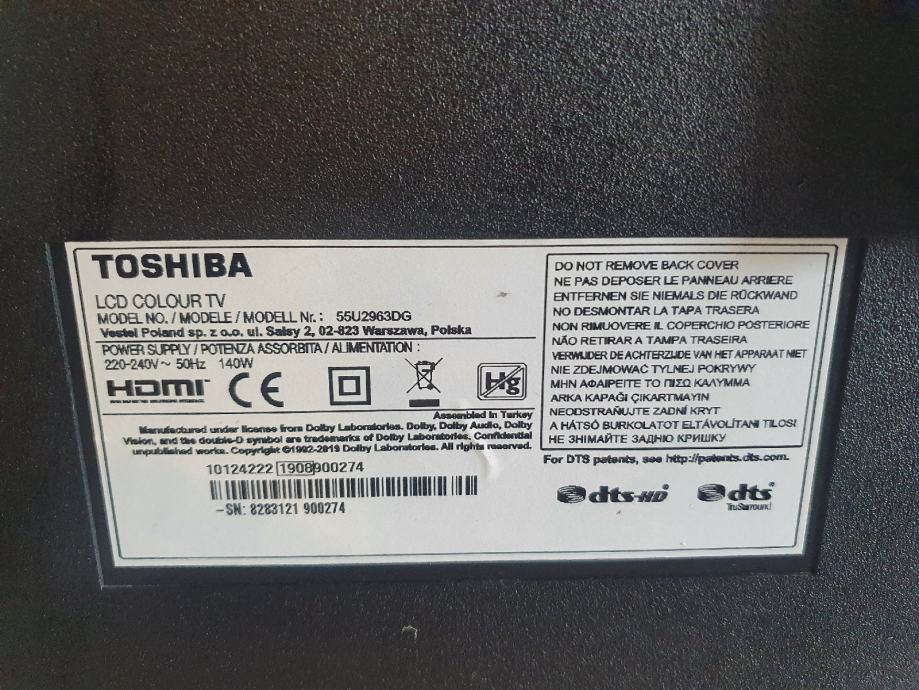 TOSHIBA
LCD COLOUR TV
MODEL NO. / MODELE / MODELL Nr. : 55U2963DG
Vestel Poland sp. z o.o. ul. Salsy 2, 02-823 Warszawa, Polska
POWER SUPPLY / POTENZA ASSORBITA / ALIMENTATION :
220-240V~ 50Hz 140W
HDMI
CE
Hg
Assembled in Turkey
Manufactured under license from Dolby Laboratories. Dolby, Dolby Audio, Dolby
Vision, and the double-D symbol are trademarks of Dolby Laboratories. Confidential
unpublished works. Copyright ©1992-2019 Dolby Laboratories. All rights reserved.
10124222 1908 900274
-SN: 8283121 900274
DO NOT REMOVE BACK COVER
NE PAS DEPOSER LE PANNEAU ARRIERE
ENTFERNEN SIE NIEMALS DIE RÜCKWAND
NO DESMONTAR LA TAPA TRASERA
NON RIMUOVERE IL COPERCHIO POSTERIORE
NÃO RETIRAR A TAMPA TRASEIRA
VERWIJDER DE ACHTERZIJDE VAN HET APPARAAT NIET
NIE ZDEJMOWAĆ TYLNEJ POKRYWY
ΜΗΝ ΑΦΑΙΡΕΙΤΕ ΤΟ ΠΙΣΩ ΚΑΛΥΜΜΑ
ARKA KAPAĞI ÇIKARTMAYIN
NEODSTRAŇUJTE ZADNÍ KRYT
A HÁTSÓ BURKOLATOT ELTÁVOLÍTANI TILOS!
НЕ ЗНИМАЙТЕ ЗАДНЮ КРИШКУ
For DTS patents, see http://patents.dts.com.
dts-HD
dts
TruSurround